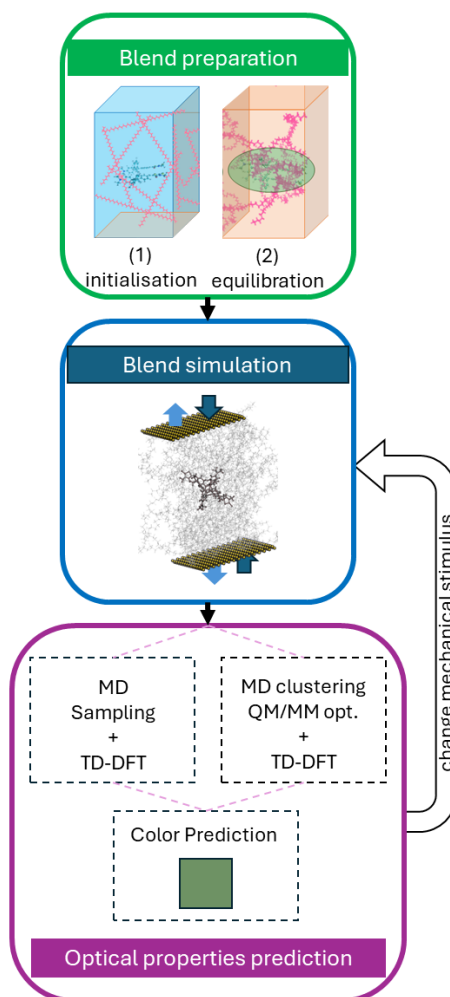 Blend preparation
(1)
initialisation
(2)
equilibration
Blend simulation
change mechanical stimulus
MD
Sampling
+
TD-DFT
MD clustering
QM/MM opt.
+
TD-DFT
Color Prediction
Optical properties prediction